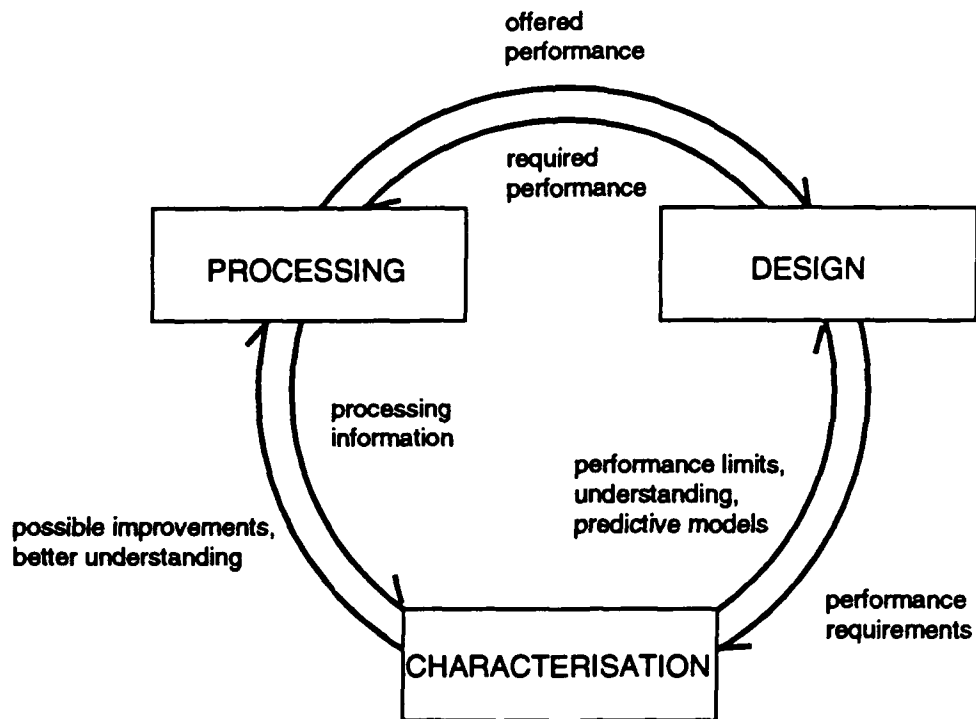 offered
performance
required
performance
PROCESSING
DESIGN
processing
information
performance limits,
understanding,
predictive models
possible improvements,
better understanding
performance
requirements
CHARACTERISATION